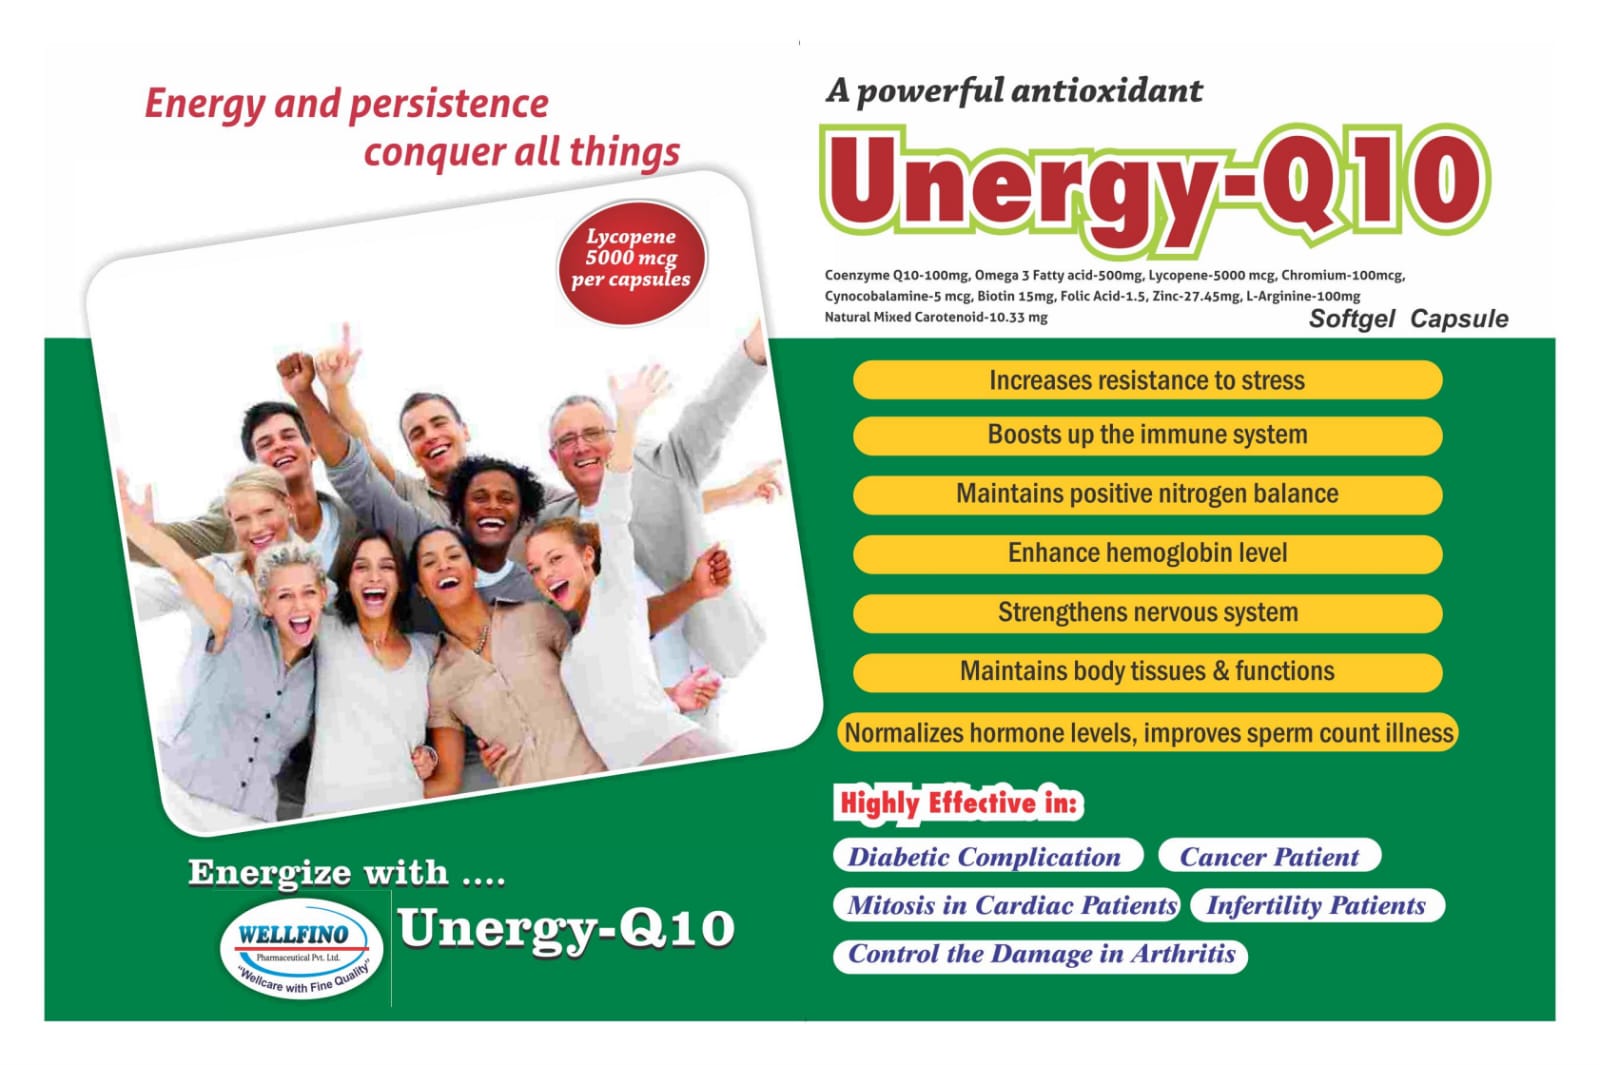 Energy and persistence
conquer all things
Lycopene
5000 mcg
per capsules
Energize with ....
WELLFINO
Pharmaceutical Pvt. Ltd.
"Wellcare with Fine Quality"
Unergy-Q10
A powerful antioxidant
Unergy-Q10
Coenzyme Q10-100mg, Omega 3 Fatty acid-500mg, Lycopene-5000 mcg, Chromium-100mcg,
Cynocobalamine-5 mcg, Biotin 15mg, Folic Acid-1.5, Zinc-27.45mg, L-Arginine-100mg
Natural Mixed Carotenoid-10.33 mg
Softgel Capsule
Increases resistance to stress
Boosts up the immune system
Maintains positive nitrogen balance
Enhance hemoglobin level
Strengthens nervous system
Maintains body tissues & functions
Normalizes hormone levels, improves sperm count illness
Highly Effective in:
Diabetic Complication Cancer Patient
Mitosis in Cardiac Patients Infertility Patients
Control the Damage in Arthritis